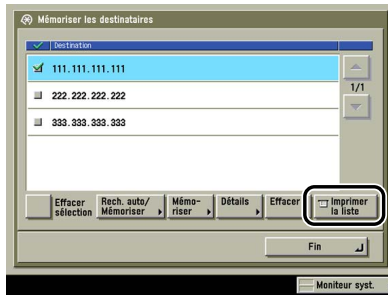 Mémoriser les destinataires
Destination
111.111.111.111
222.222.222.222
333.333.333.333
1/1
Effacer sélection
Rech. auto/ Mémoriser
Mémo- riser
Détails
Effacer
Imprimer la liste
Fin
Moniteur syst.